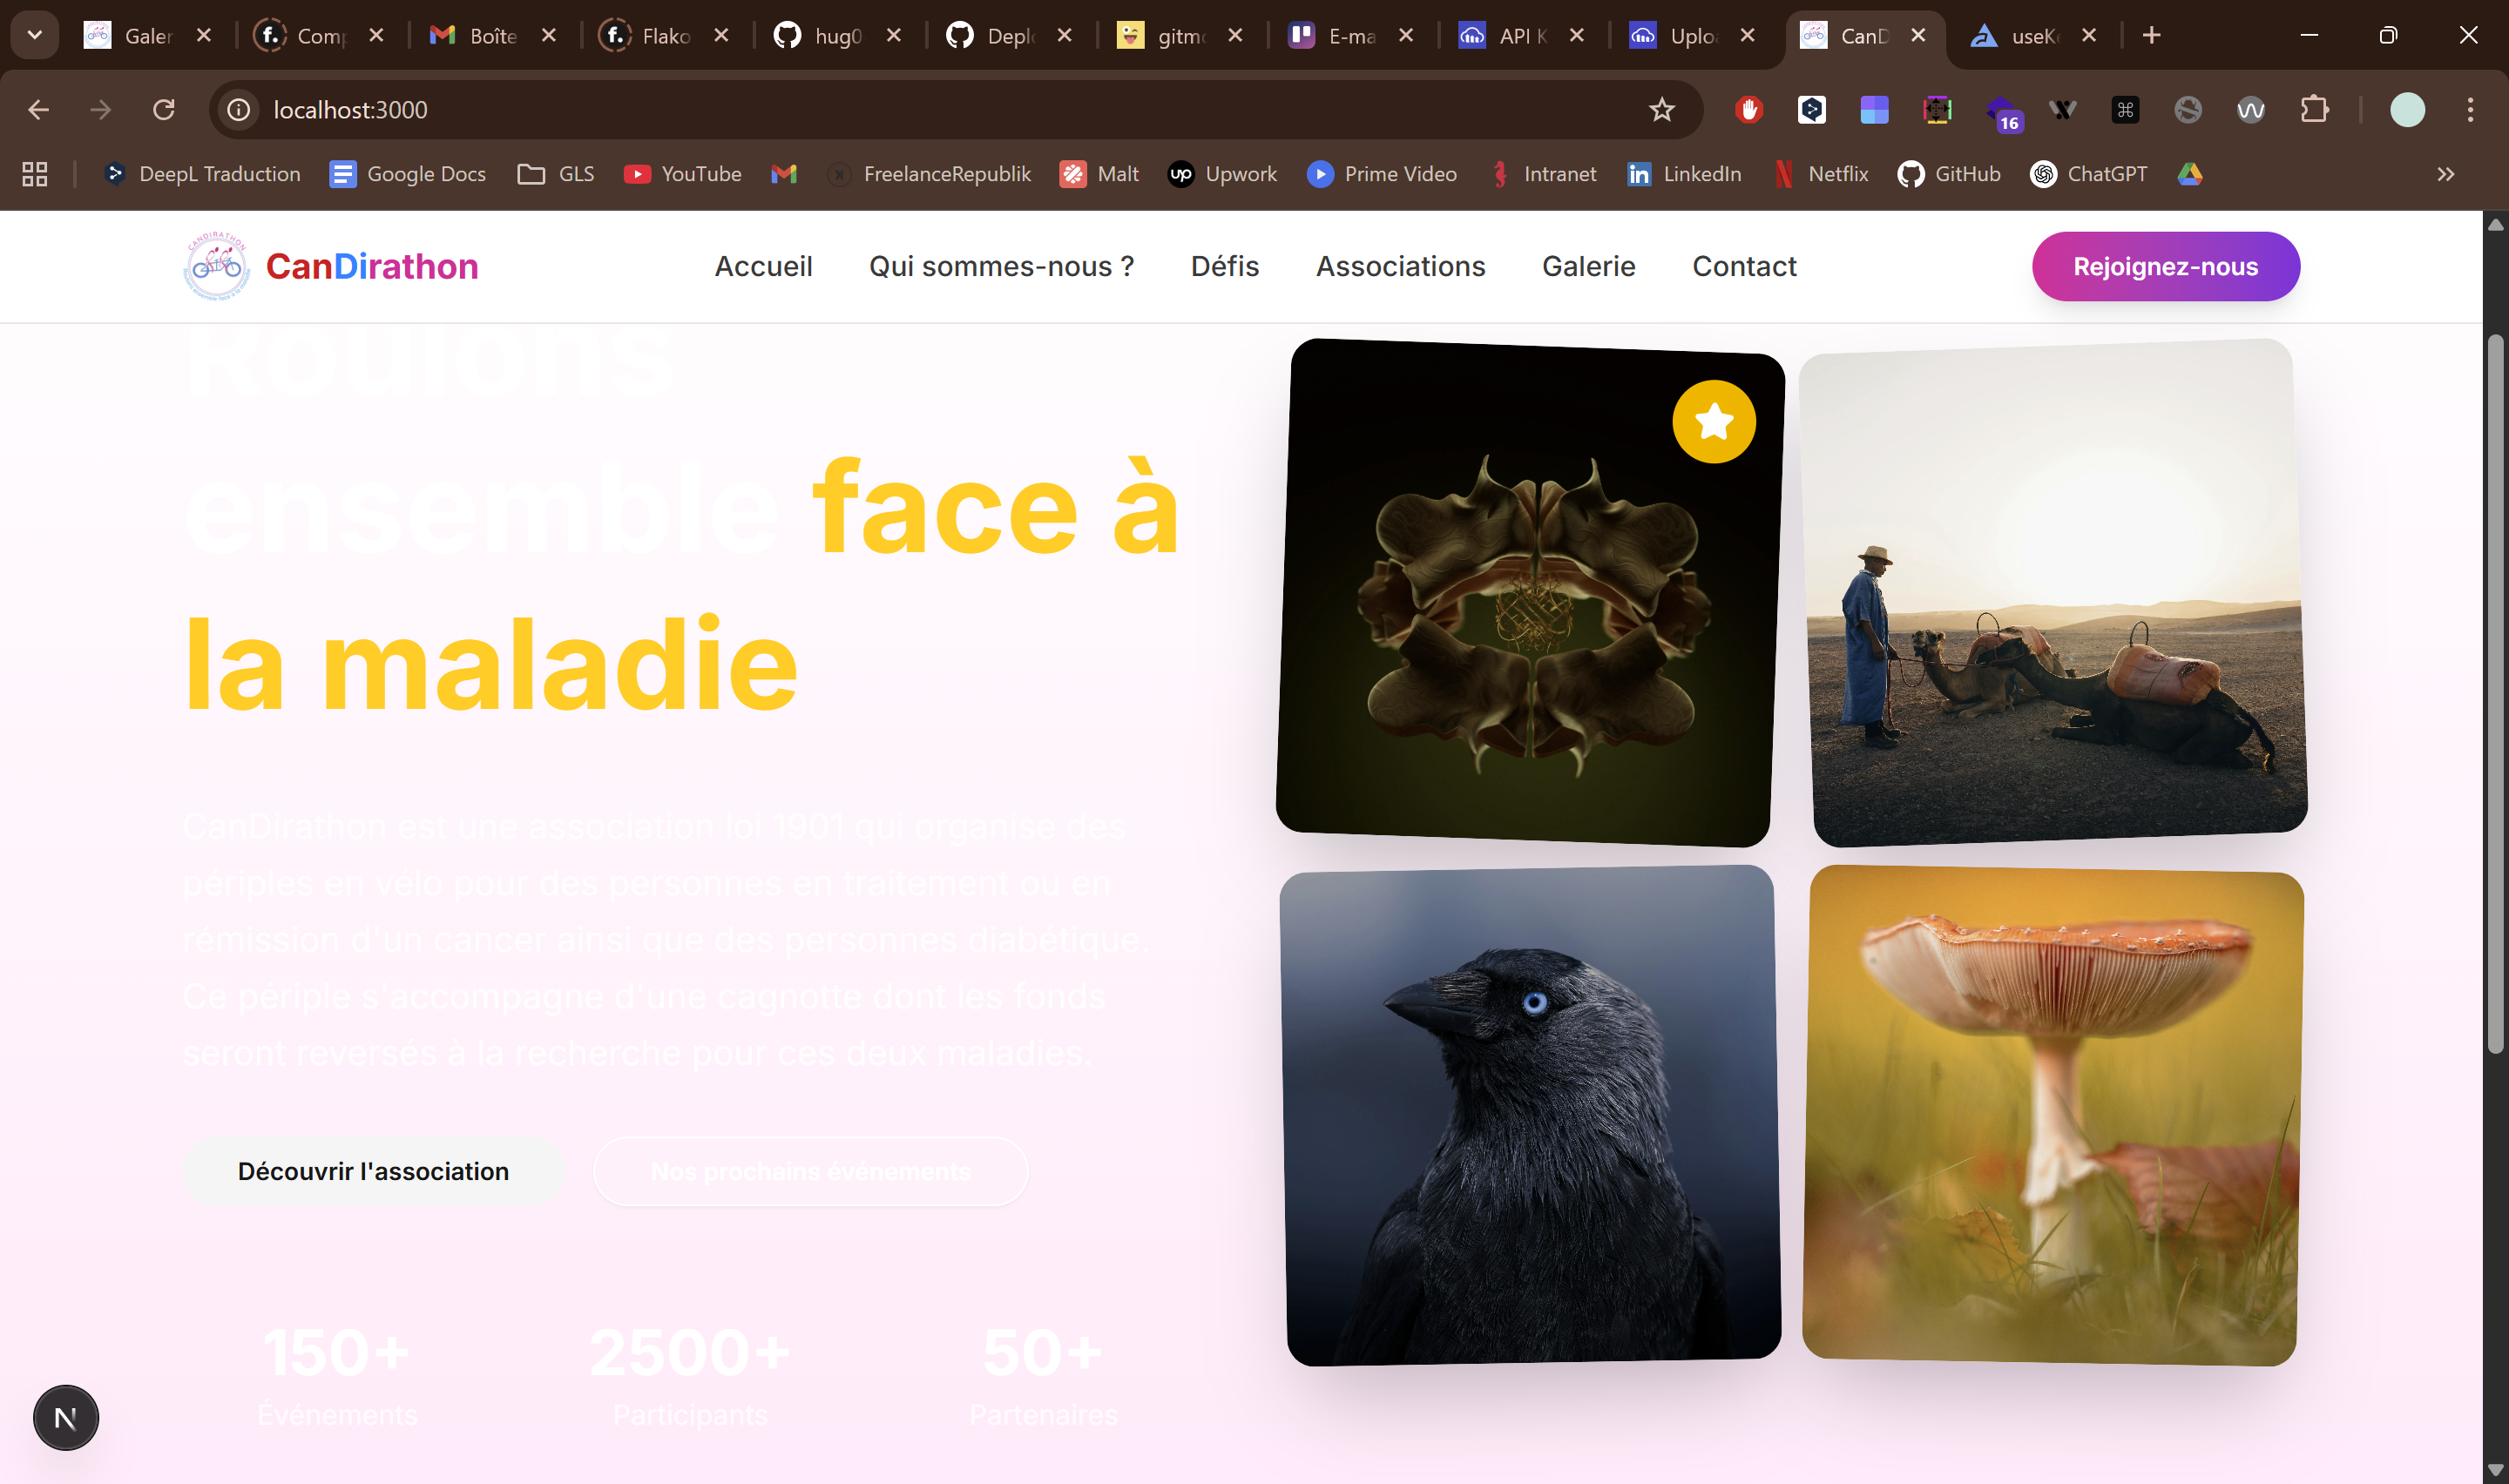 Galer
Comp
Boîte
Flako
hug0
Deplo
gitmo
E-ma
API K
Uploa
CanD
useKe
localhost:3000
16
DeepL Traduction
Google Docs
GLS
YouTube
FreelanceRepublik
Malt
Upwork
Prime Video
Intranet
LinkedIn
Netflix
GitHub
ChatGPT
CanDirathon
Accueil
Qui sommes-nous ?
Défis
Associations
Galerie
Contact
Rejoignez-nous
Roulons
ensemble face à
la maladie
CanDirathon est une association loi 1901 qui organise des
périples en vélo pour des personnes en traitement ou en
rémission d'un cancer ainsi que des personnes diabétique.
Ce périple s'accompagne d'une cagnotte dont les fonds
seront reversés à la recherche pour ces deux maladies.
Découvrir l'association
Nos prochains événements
150+
2500+
50+
Événements
Participants
Partenaires
N